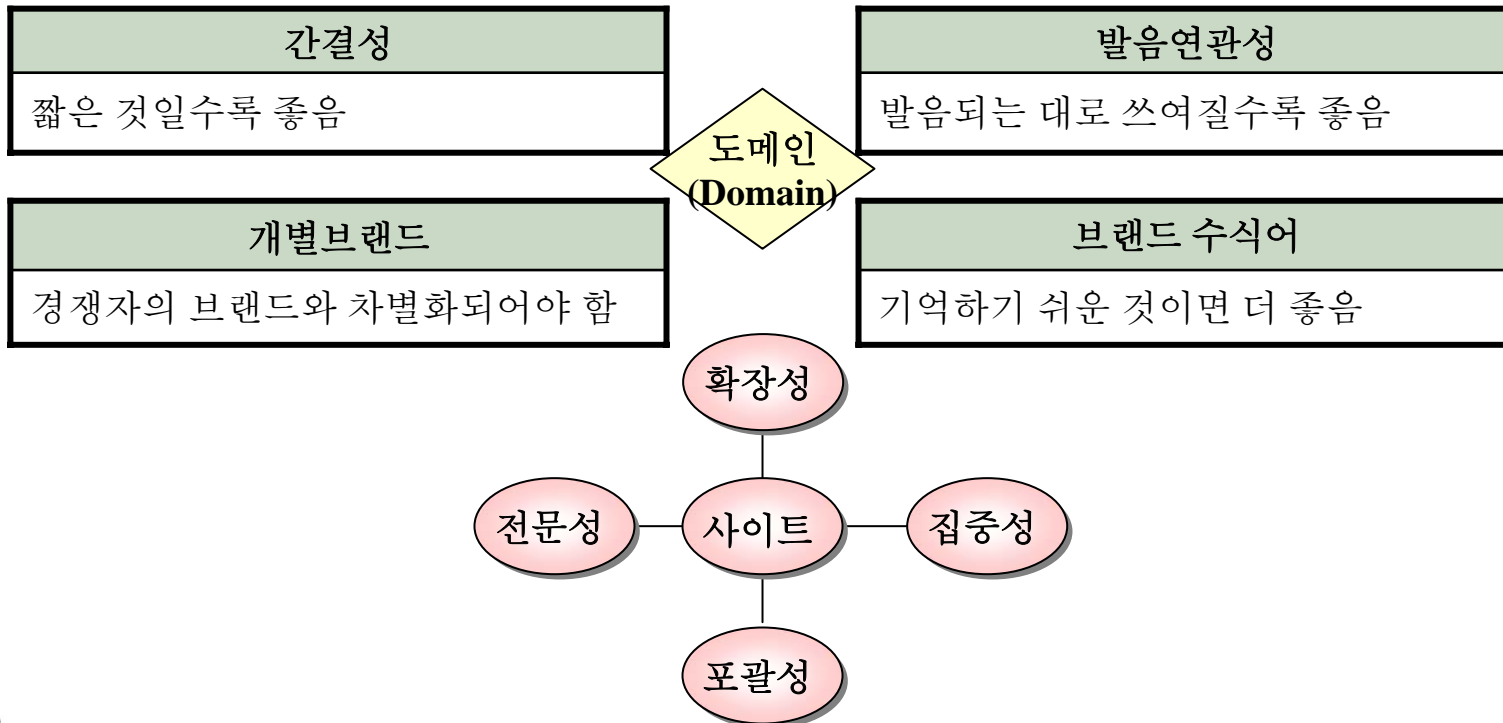 간결성
짧은 것일수록 좋음
발음연관성
발음되는 대로 쓰여질수록 좋음
도메인
(Domain)
개별브랜드
경쟁자의 브랜드와 차별화되어야 함
브랜드 수식어
기억하기 쉬운 것이면 더 좋음
확장성
전문성
사이트
집중성
포괄성